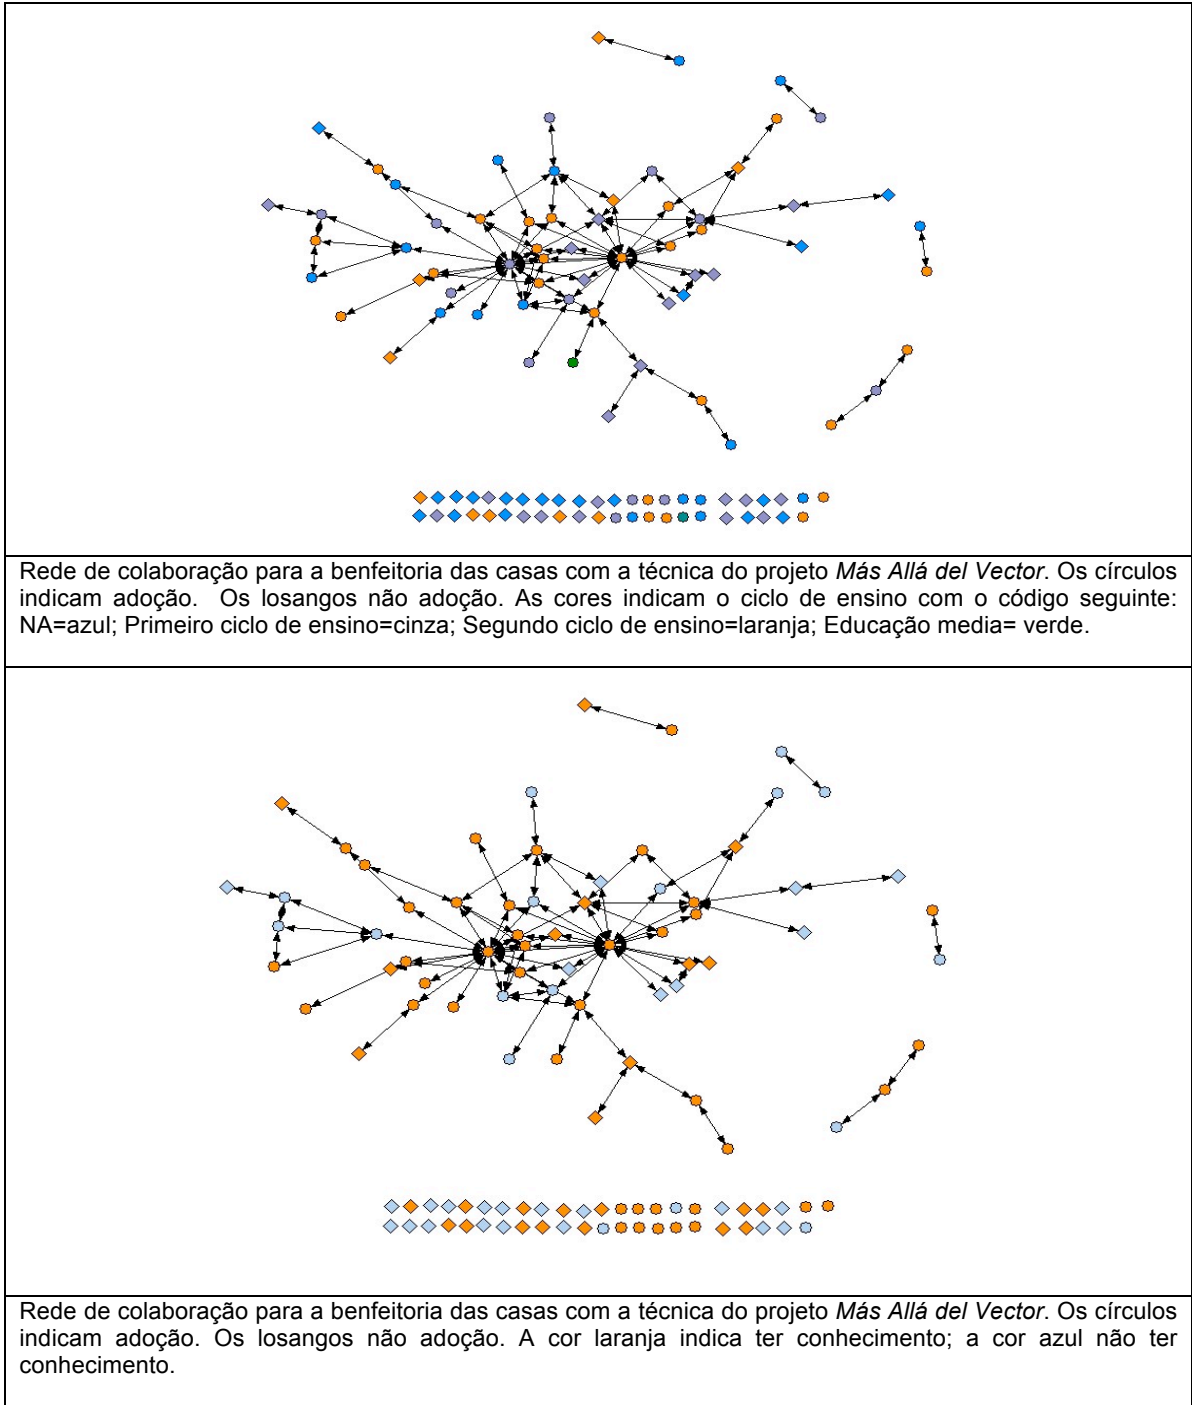 Rede de colaboração para a benfeitoria das casas com a técnica do projeto Más Allá del Vector. Os círculos
indicam adoção.  Os losangos não adoção. As cores indicam o ciclo de ensino com o código seguinte:
NA=azul; Primeiro ciclo de ensino=cinza; Segundo ciclo de ensino=laranja; Educação media= verde.
Rede de colaboração para a benfeitoria das casas com a técnica do projeto Más Allá del Vector. Os círculos
indicam adoção. Os losangos não adoção. A cor laranja indica ter conhecimento; a cor azul não ter
conhecimento.